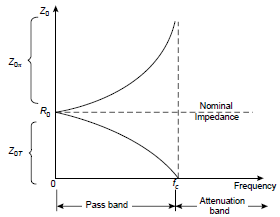 Z0
Z0π
R0
Nominal
Impedance
Z0T
0
fc
Frequency
Pass band
Attenuation
band